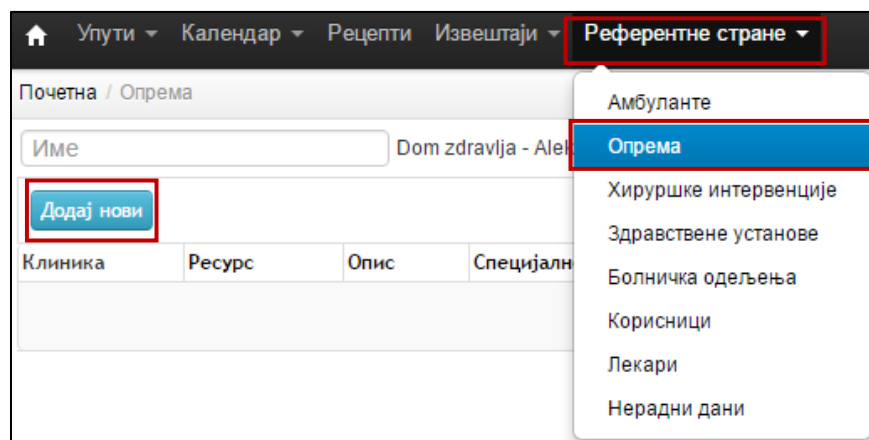 Упути Календар Рецепти Извештаји Референтне стране
Почетна / Опрема
Име Dom zdravlja -
Додај нови
Клиника Ресурс Опис
Амбуланте
Опрема
Хируршке интервенције
Здравствене установе
Болничка одељења
Корисници
Лекари
Нерадни дани